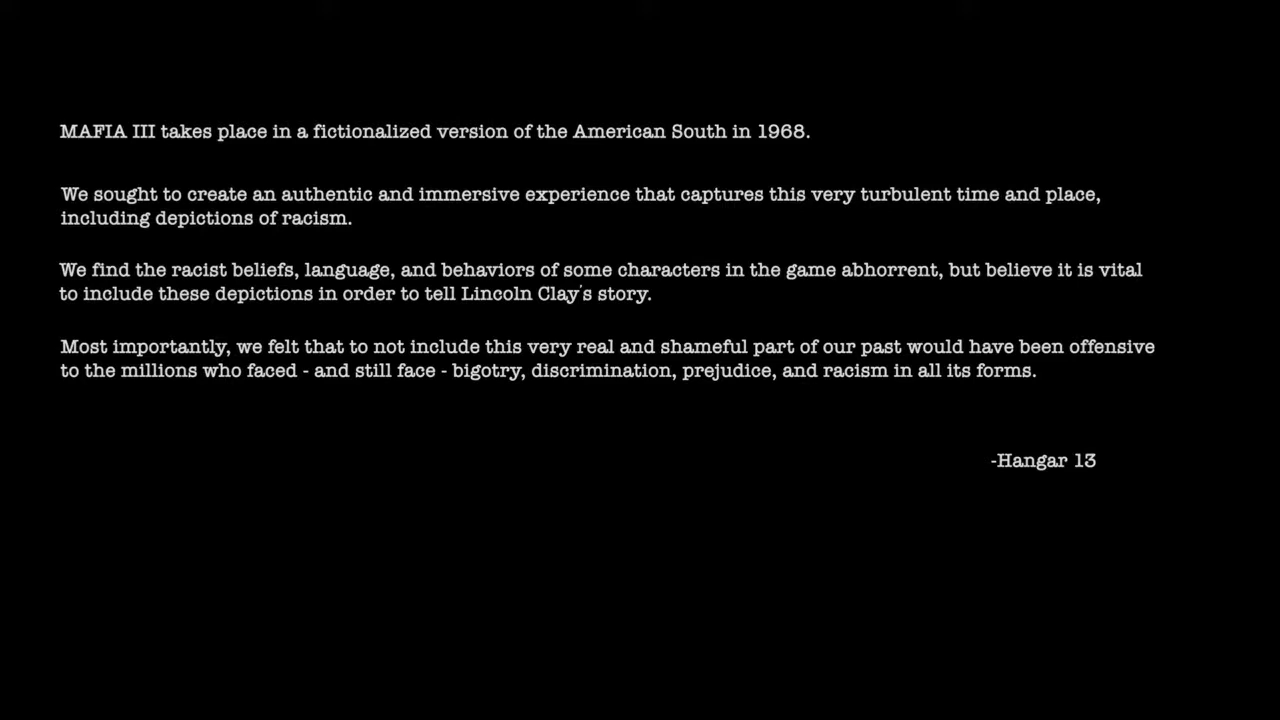 MAFIA III takes place in a fictionalized version of the American South in 1968.
We sought to create an authentic and immersive experience that captures this very turbulent time and place,
including depictions of racism.
We find the racist beliefs, language, and behaviors of some characters in the game abhorrent, but believe it is vital
to include these depictions in order to tell Lincoln Clay's story.
Most importantly, we felt that to not include this very real and shameful part of our past would have been offensive
to the millions who faced - and still face - bigotry, discrimination, prejudice, and racism in all its forms.
-Hangar 13